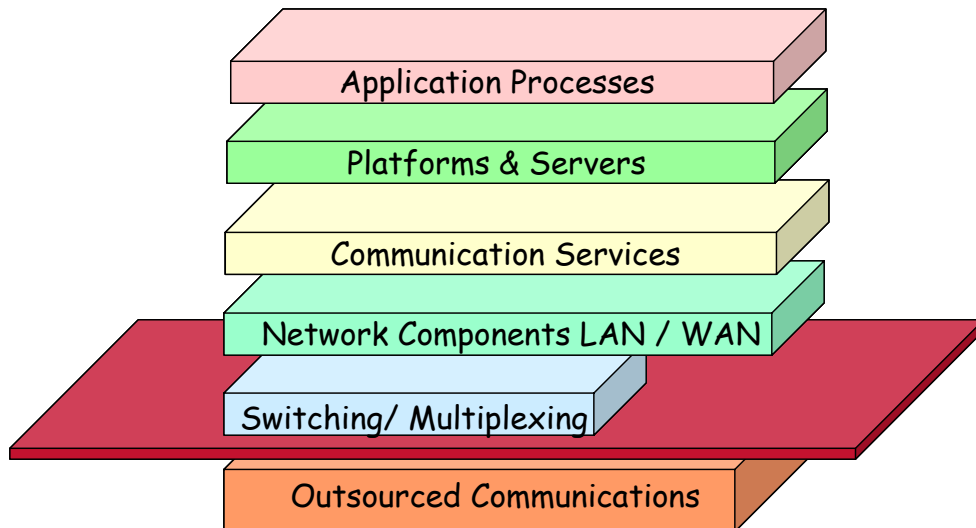 Application Processes
Platforms & Servers
Communication Services
Network Components LAN / WAN
Switching/ Multiplexing
Outsourced Communications